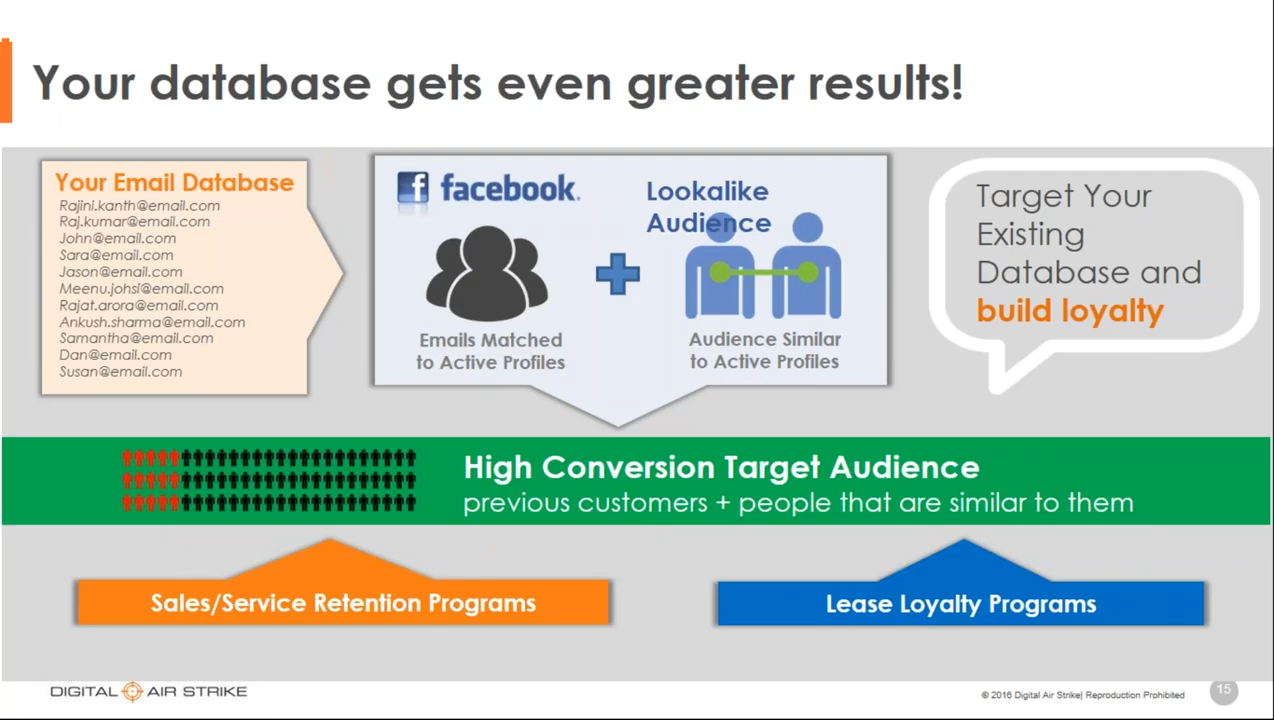 Your database gets even greater results!
Your Email Database
Rajini.kanth@email.com
Raj.kumar@email.com
John@email.com
Sara@email.com
Jason@email.com
Meenu.johsi@email.com
Rajat.arora@email.com
Ankush.sharma@email.com
Samantha@email.com
Dan@email.com
Susan@email.com
f facebook.
Emails Matched
to Active Profiles
Lookalike
Audience
Audience Similar
to Active Profiles
Target Your
Existing
Database and
build loyalty
High Conversion Target Audience
previous customers + people that are similar to them
Sales/Service Retention Programs
Lease Loyalty Programs
DIGITAL AIR STRIKE
© 2016 Digital Air Strike| Reproduction Prohibited
15